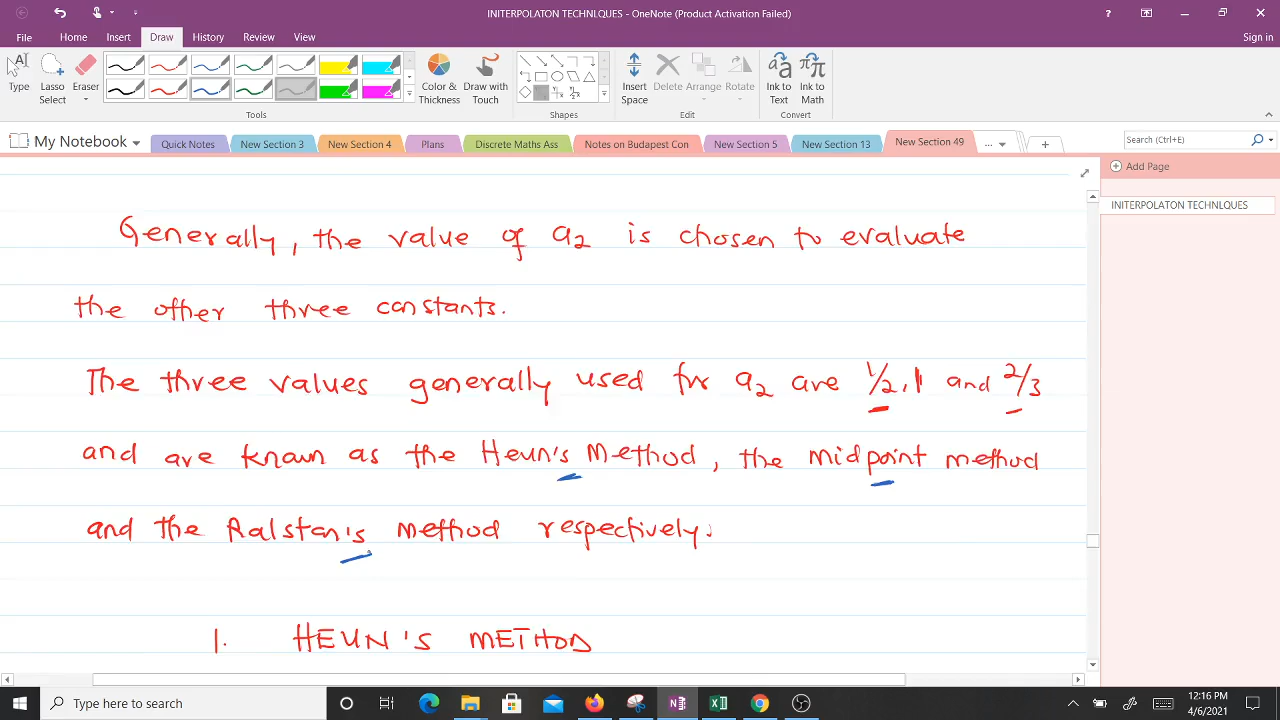 INITERPOLATON TECHNLQUES - OneNote (Product Activation Failed)
File Home Insert Draw History Review View Sign in
Type Lasso Select Eraser Color & Thickness Draw with Touch Insert Space Delete Arrange Rotate Ink to Text Ink to Math
Tools Shapes Edit Convert
My Notebook Quick Notes New Section 3 New Section 4 Plans Discrete Maths Ass Notes on Budapest Con New Section 5 New Section 13 New Section 49 ... Search (Ctrl+E)
Add Page
INITERPOLATON TECHNLQUES
Generally, the value of a2 is chosen to evaluate
the other three constants.
The three values generally used for a2 are 1/2, 1 and 2/3
and are known as the Heun's Method, the midpoint method
and the Ralstan's method respectively.
1. HEUN'S METHOD
Type here to search
12:16 PM
4/6/2021